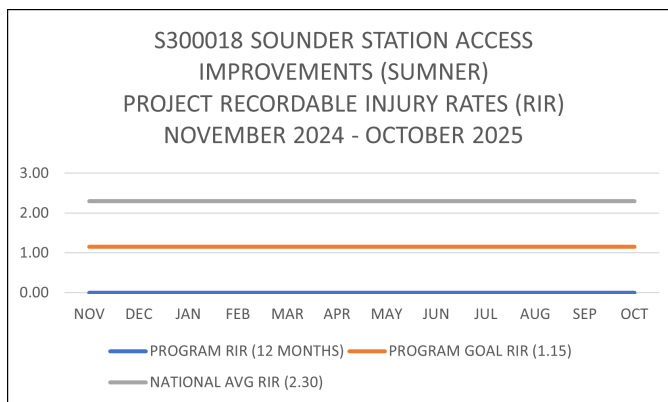 S300018 SOUNDER STATION ACCESS
IMPROVEMENTS (SUMNER)
PROJECT RECORDABLE INJURY RATES (RIR)
NOVEMBER 2024 - OCTOBER 2025
3.00
2.00
1.00
0.00
NOV DEC JAN FEB MAR APR MAY JUN JUL AUG SEP OCT
PROGRAM RIR (12 MONTHS) PROGRAM GOAL RIR (1.15)
NATIONAL AVG RIR (2.30)